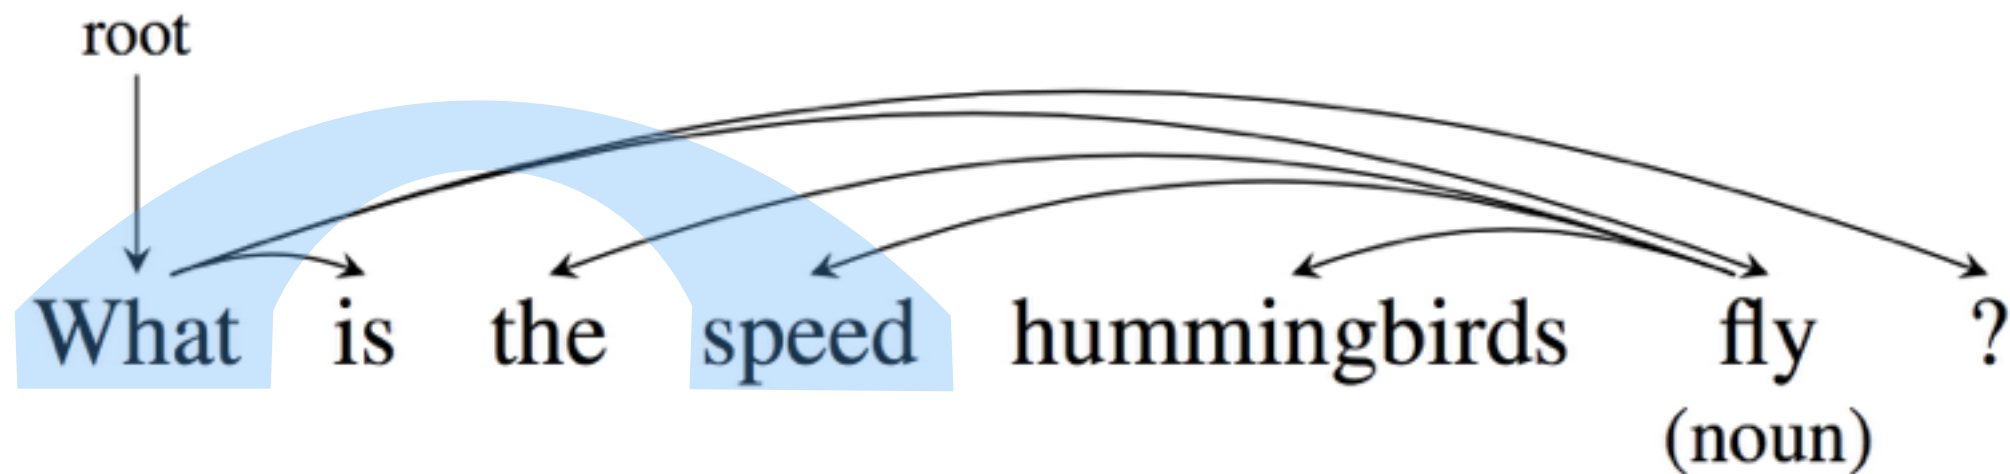 root
What is the speed hummingbirds fly ?
(noun)